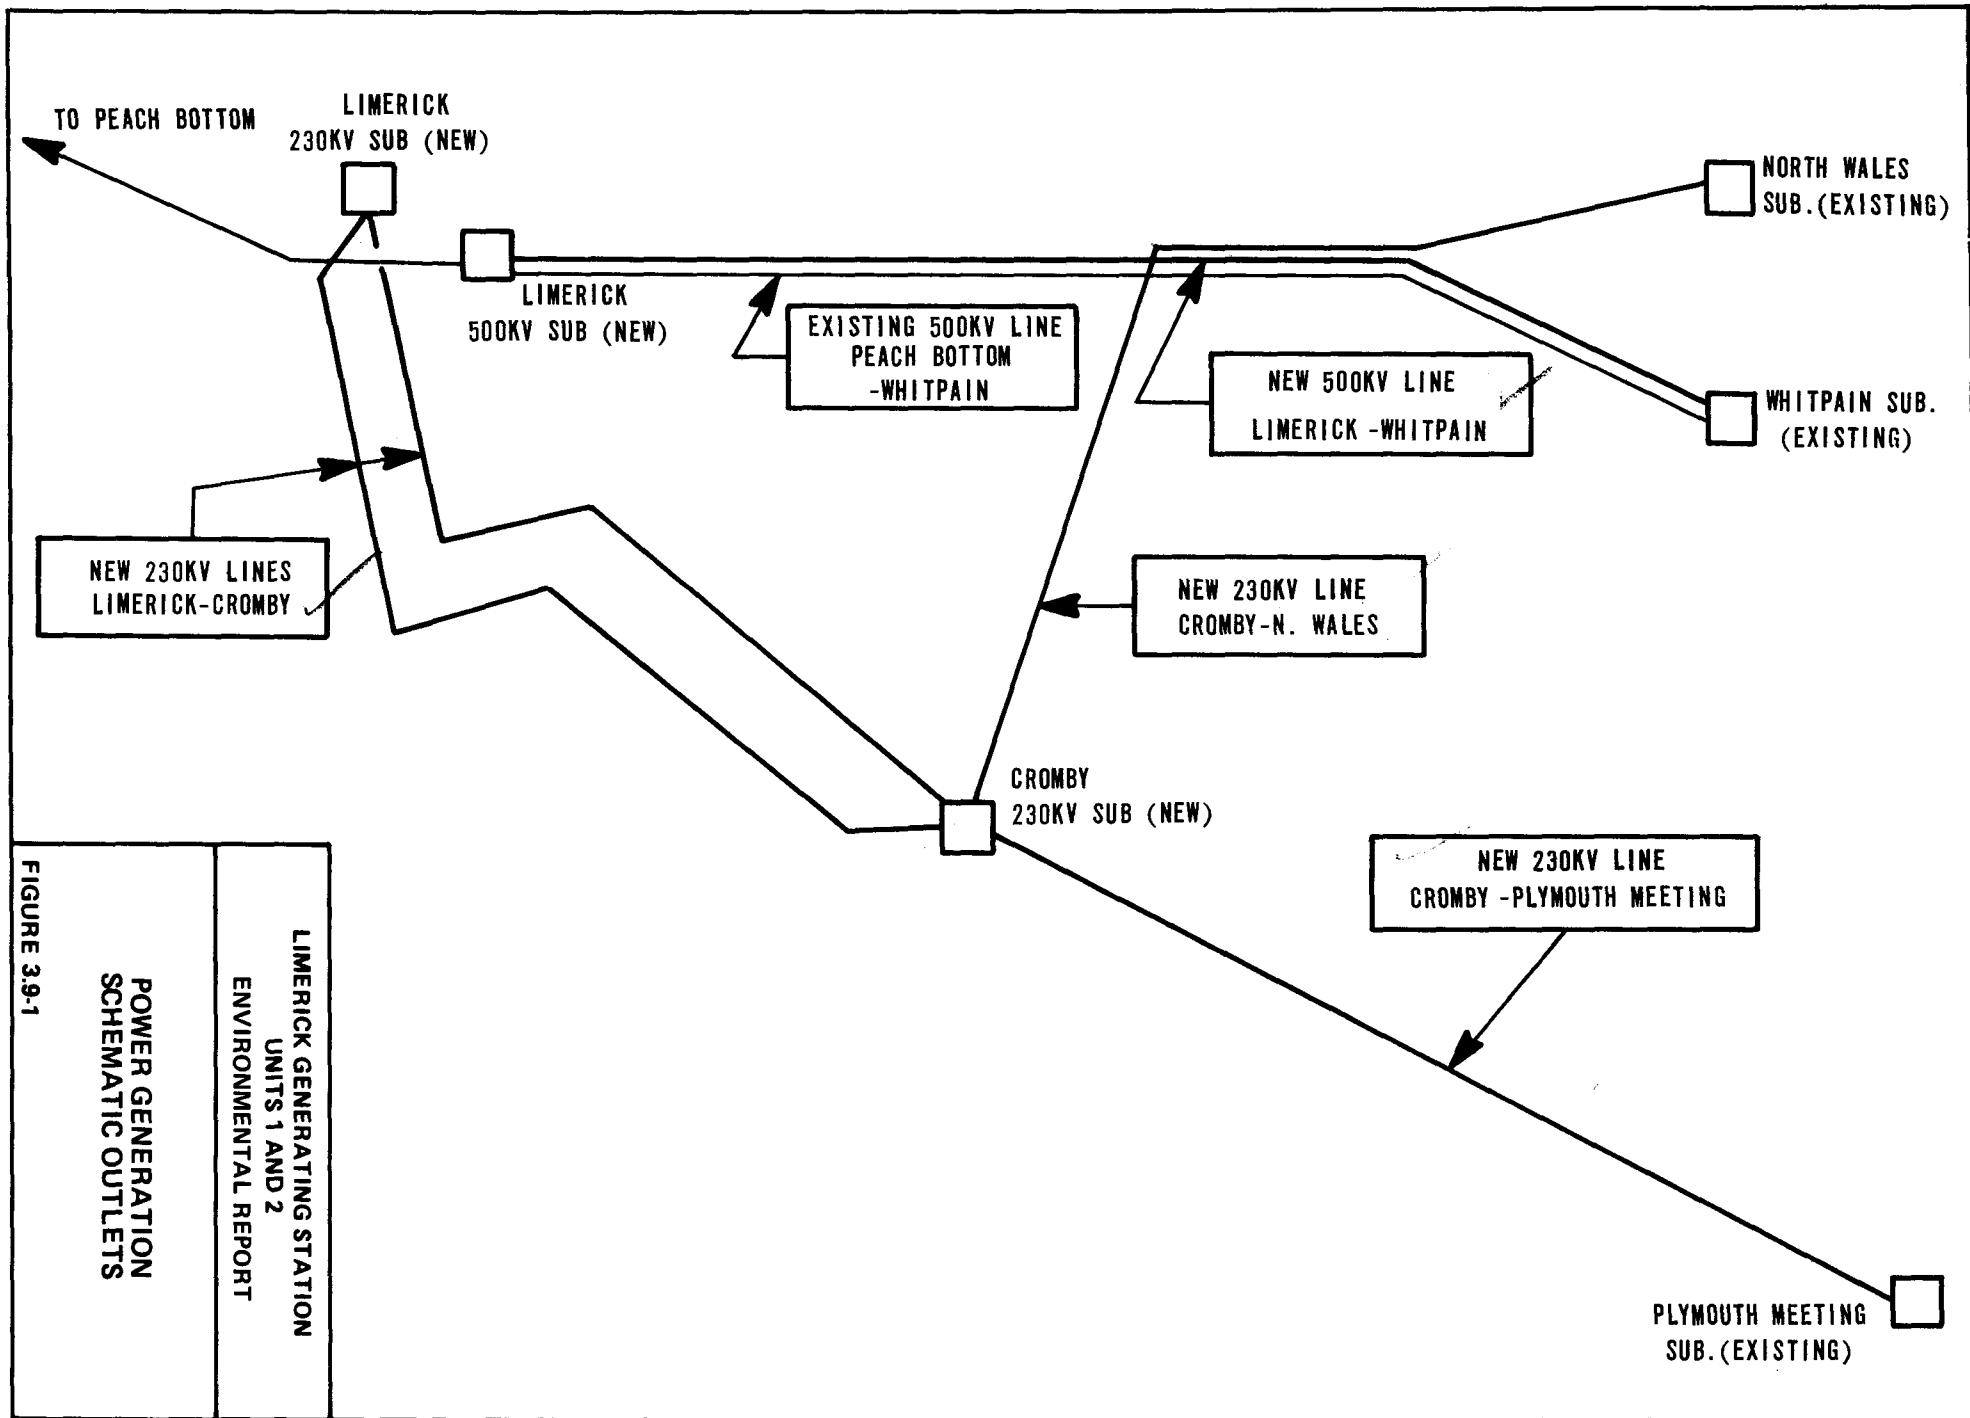 TO PEACH BOTTOM
LIMERICK
230KV SUB (NEW)
LIMERICK
500KV SUB (NEW)
EXISTING 500KV LINE
PEACH BOTTOM
-WHITPAIN
NEW 500KV LINE
LIMERICK -WHITPAIN
NORTH WALES
SUB.(EXISTING)
WHITPAIN SUB.
(EXISTING)
NEW 230KV LINES
LIMERICK-CROMBY
NEW 230KV LINE
CROMBY-N. WALES
CROMBY
230KV SUB (NEW)
NEW 230KV LINE
CROMBY -PLYMOUTH MEETING
PLYMOUTH MEETING
SUB.(EXISTING)
LIMERICK GENERATING STATION
UNITS 1 AND 2
ENVIRONMENTAL REPORT
POWER GENERATION
SCHEMATIC OUTLETS
FIGURE 3.9-1